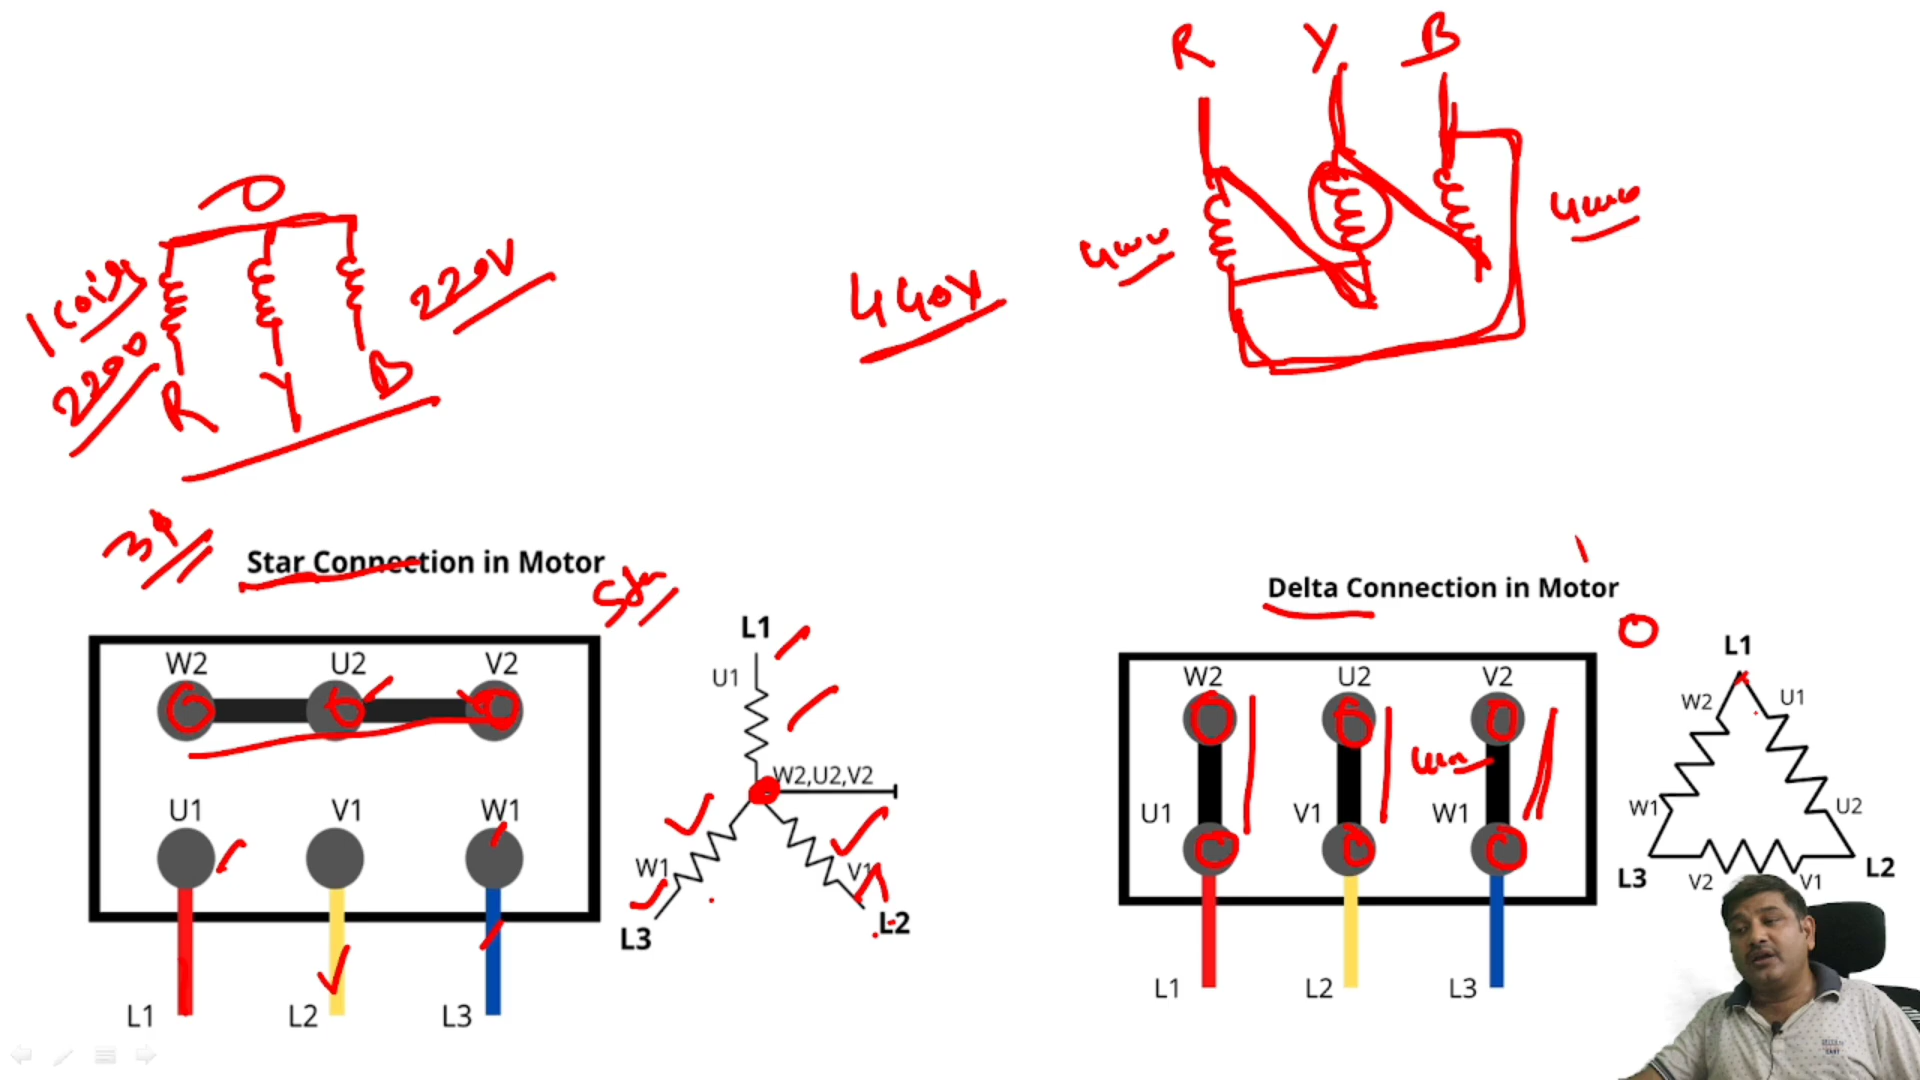 R Y B
1 coil
220
220V
R Y B
440V
440
440
3φ
Star Connection in Motor
Star
W2 U2 V2
U1 V1 W1
L1 L2 L3
L1
U1
W2,U2,V2
W1
V1
L3
L2
Delta Connection in Motor
W2 U2 V2
U1 V1 W1
L1 L2 L3
L1
W2 U1
W1 U2
L3 V2 V1 L2